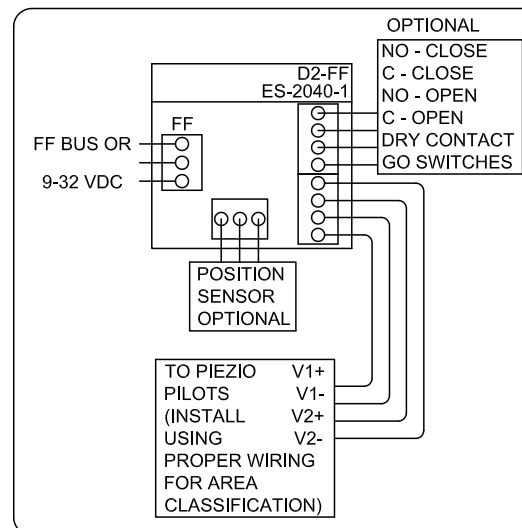 OPTIONAL
NO - CLOSE
C - CLOSE
NO - OPEN
C - OPEN
DRY CONTACT
GO SWITCHES
D2-FF
ES-2040-1
FF
FF BUS OR
9-32 VDC
POSITION
SENSOR
OPTIONAL
TO PIEZIO V1+
PILOTS V1-
(INSTALL V2+
USING V2-
PROPER WIRING
FOR AREA
CLASSIFICATION)